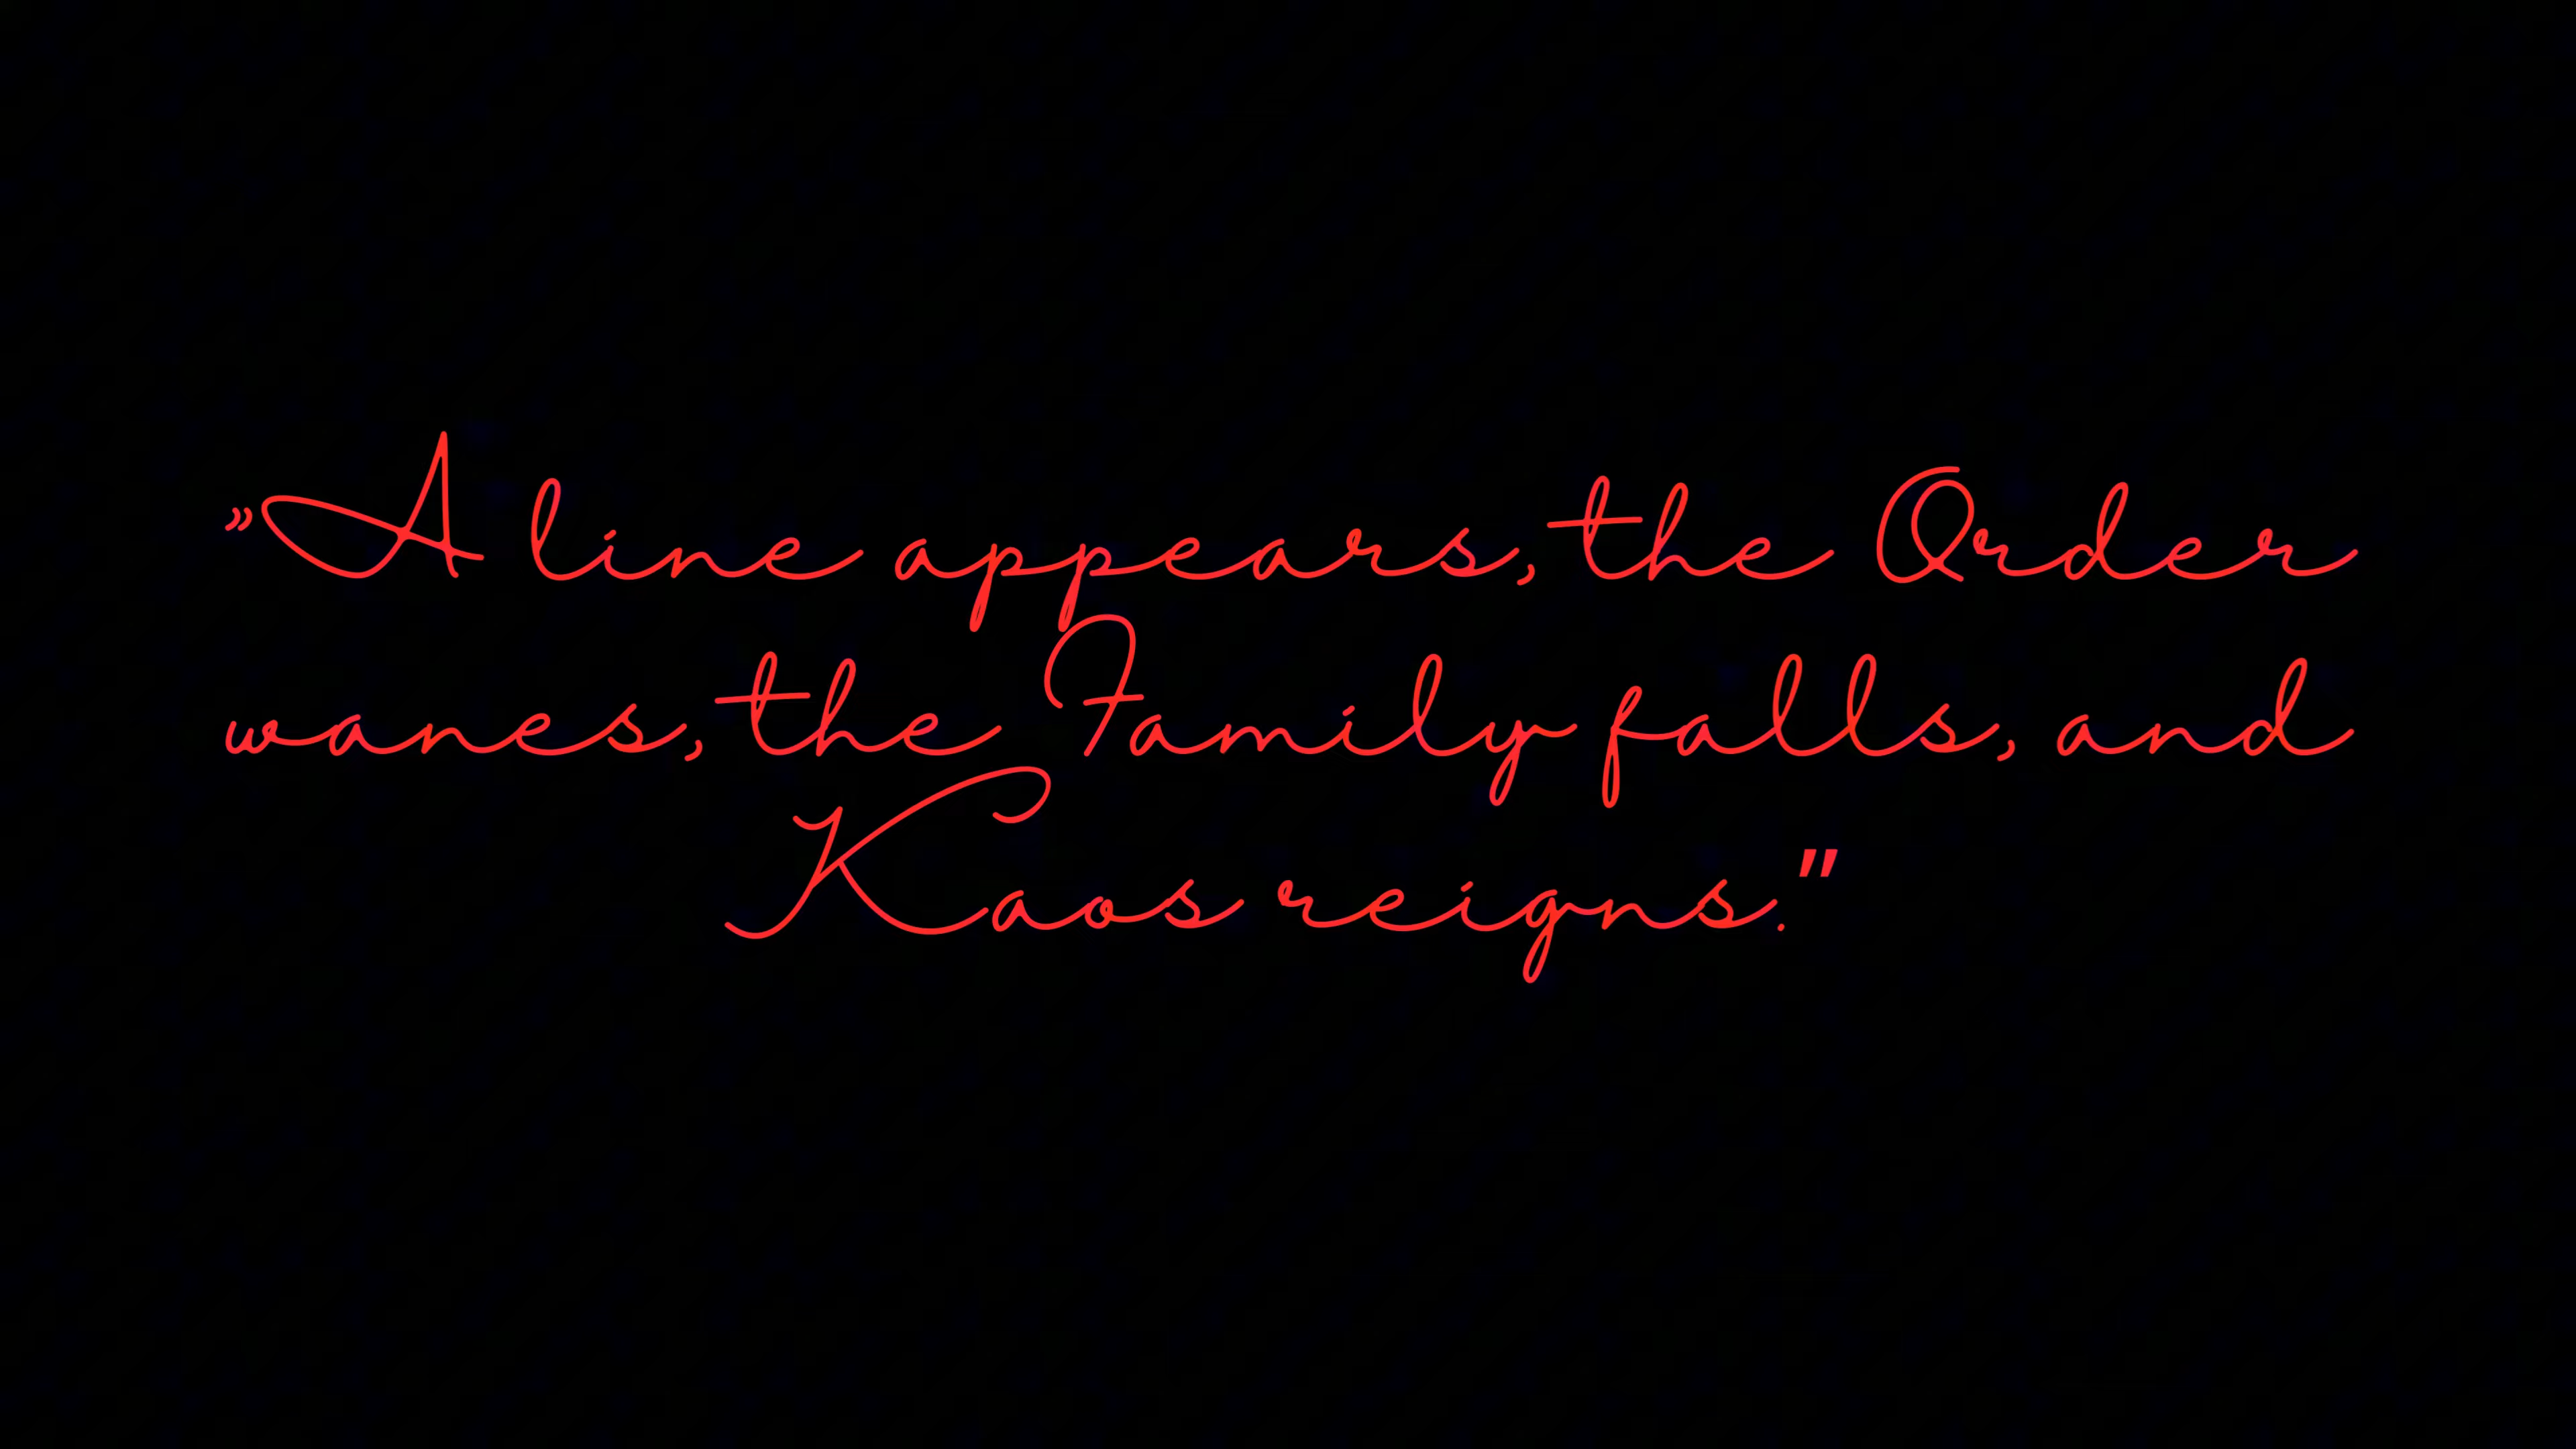 "A line appears, the Order
wanes, the Family falls, and
Kaos reigns."